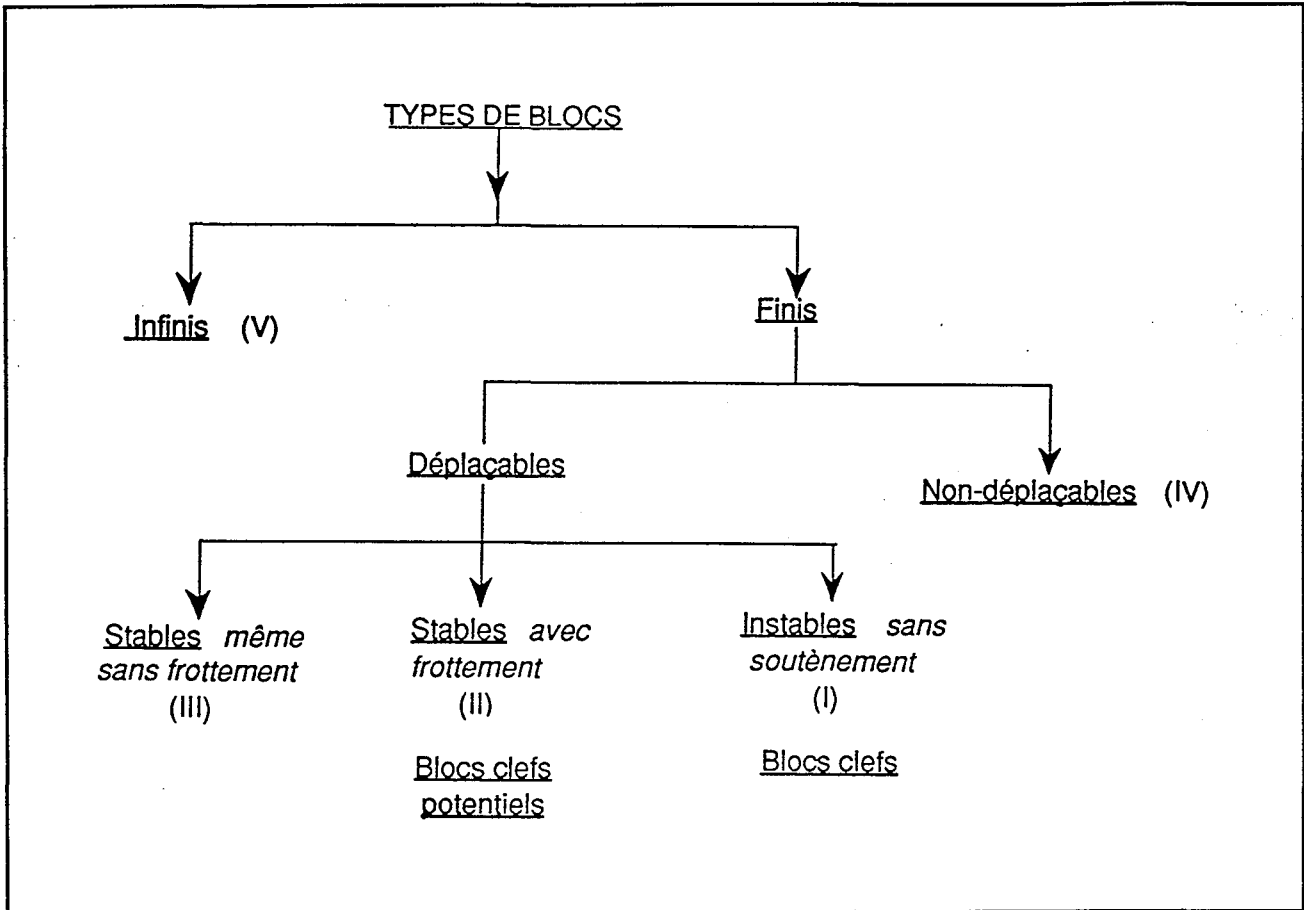 TYPES DE BLOCS
Infinis (V)
Finis
Déplaçables
Non-déplaçables (IV)
Stables même
sans frottement
(III)
Stables avec
frottement
(II)
Instables sans
soutènement
(I)
Blocs clefs
potentiels
Blocs clefs